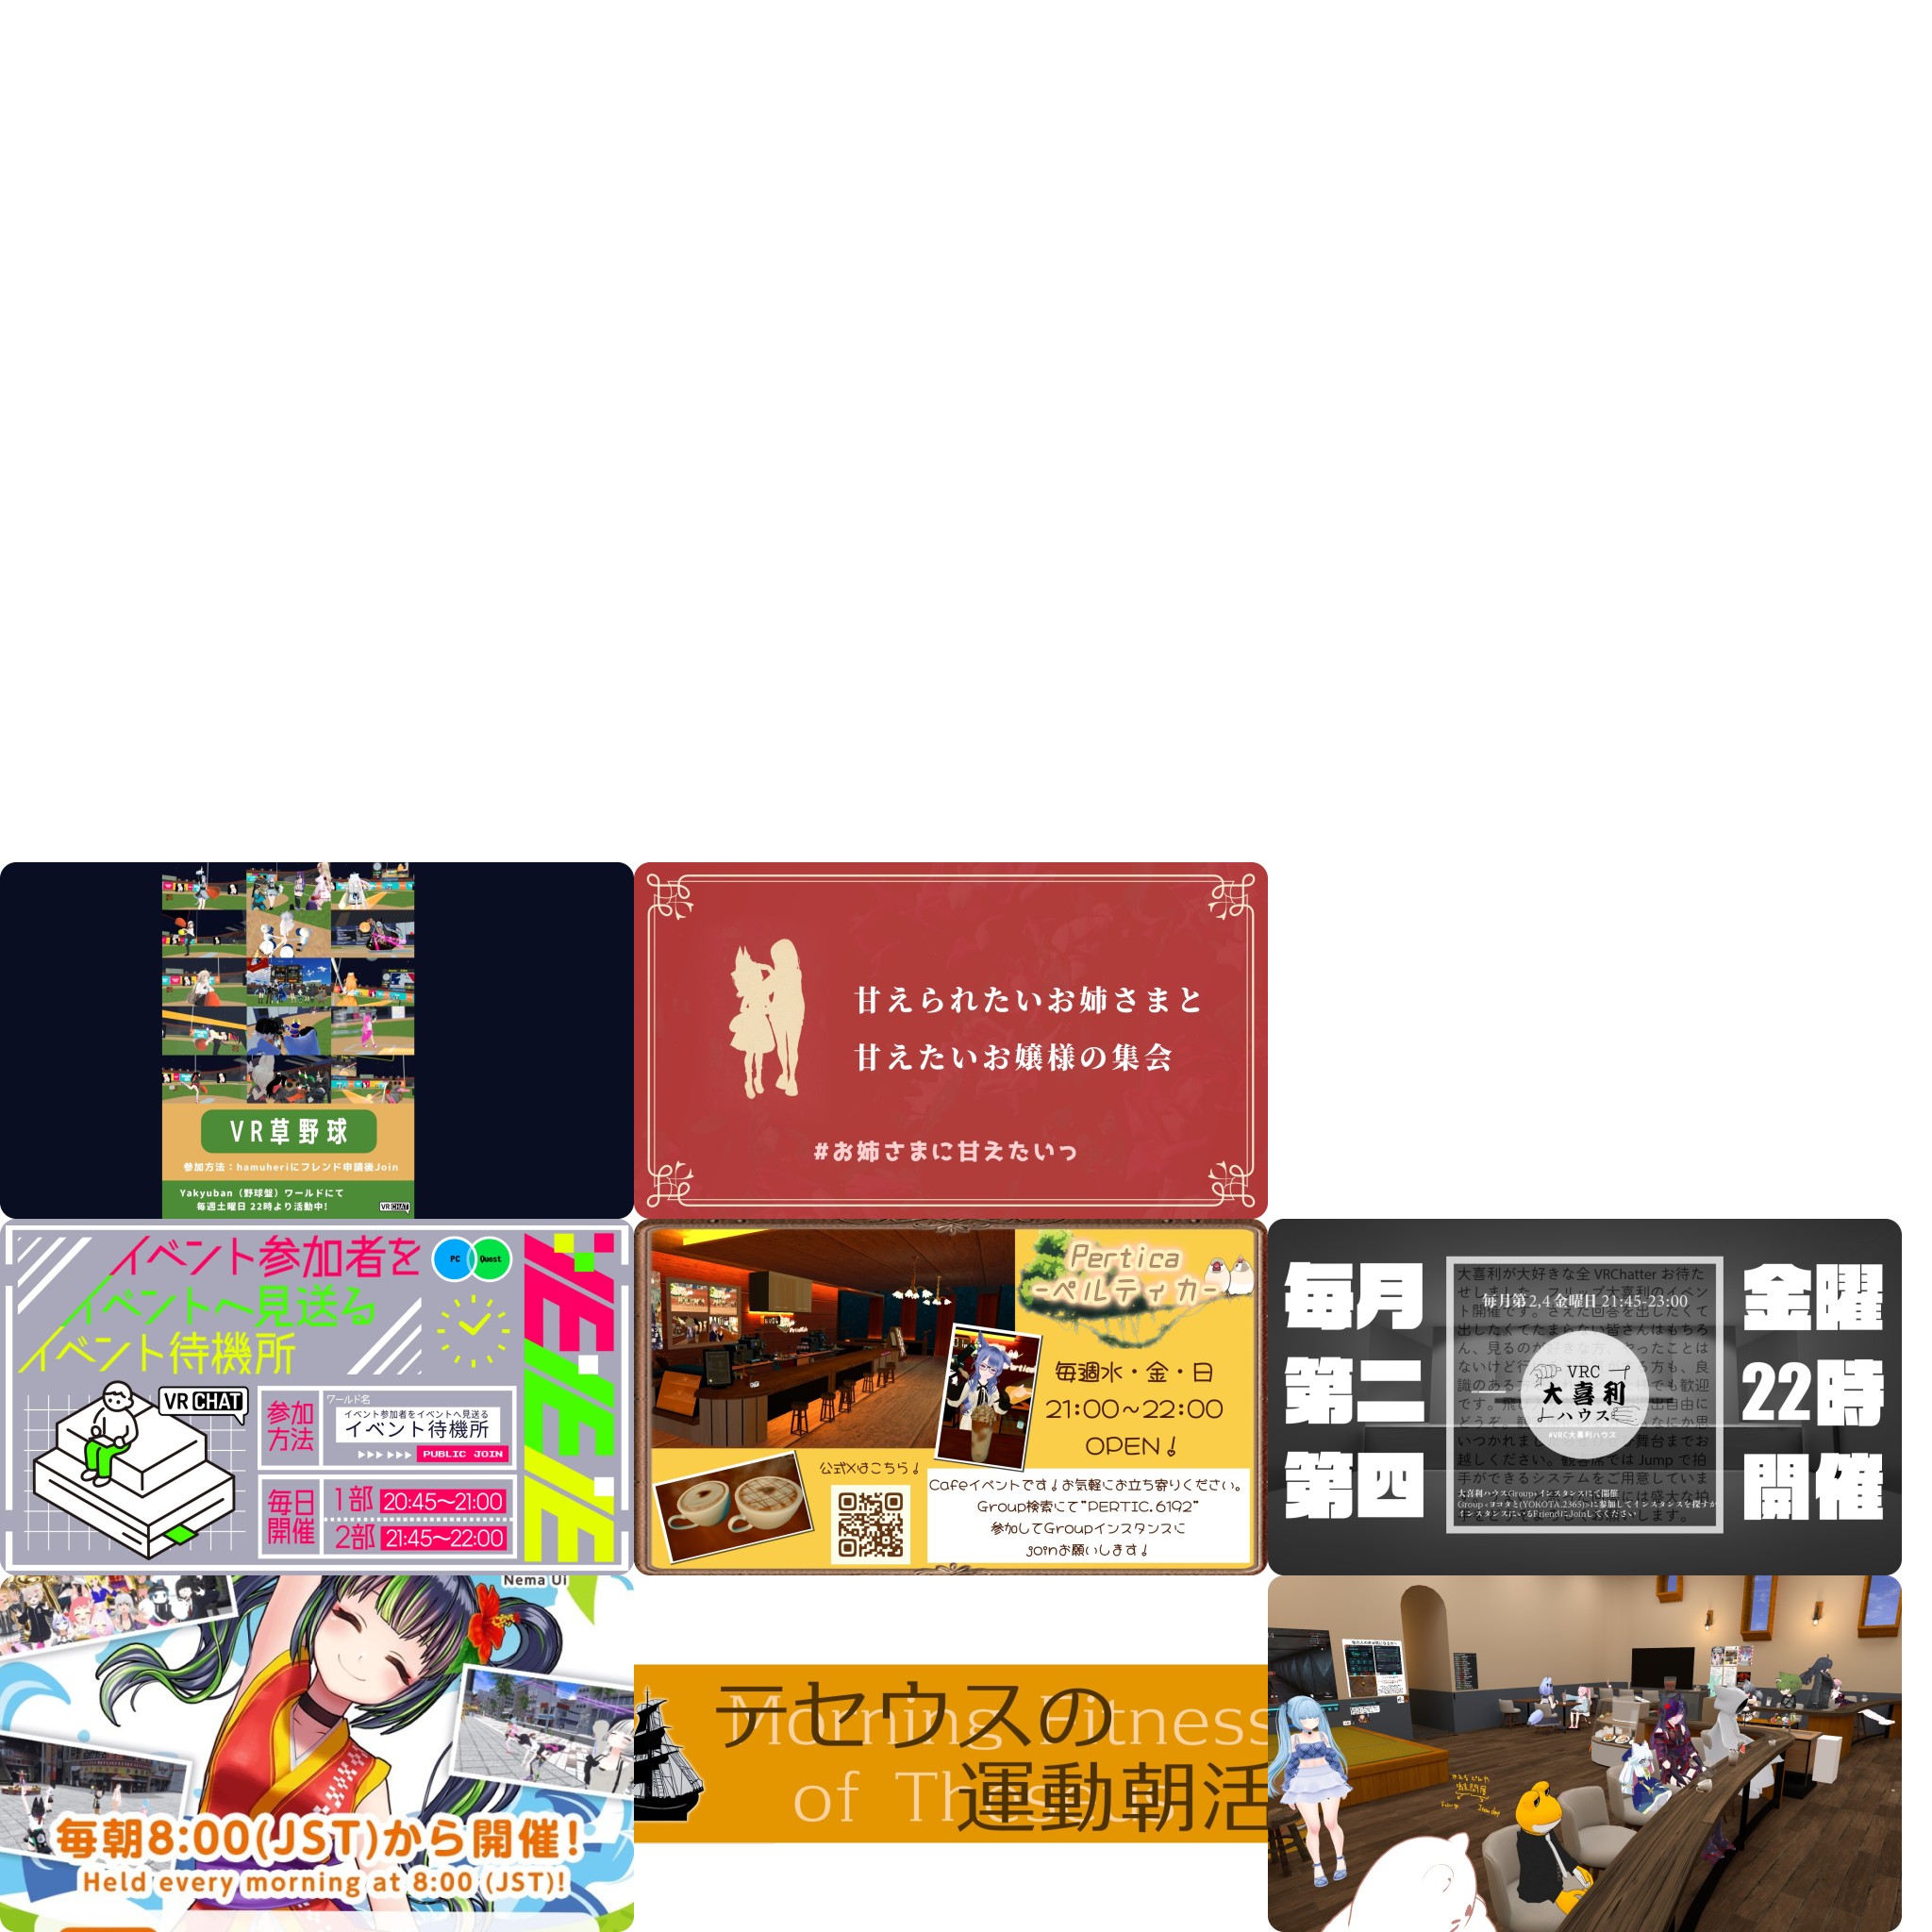 VR草野球
参加方法：hamuheriにフレンド申請後Join
Yakyuban（野球盤）ワールドにて
毎週土曜日 22時より活動中!
VRCHAT
甘えられたいお姉さまと
甘えたいお嬢様の集会
#お姉さまに甘えたいっ
イベント参加者を
イベントへ見送る
イベント待機所
PC
Quest
VRCHAT
参加
方法
ワールド名
イベント参加者をイベントへ見送る
イベント待機所
PUBLIC JOIN
毎日
開催
1部 20:45〜21:00
2部 21:45〜22:00
Pertica
-ペルティカ-
毎週水・金・日
21:00~22:00
OPEN!
公式Xはこちら!
Cafeイベントです!お気軽にお立ち寄りください。
Group検索にて"PERTIC.6192"
参加してGroupインスタンスに
joinお願いします!
毎月
第二
第四
金曜
22時
開催
大喜利が大好きな全 VRChatter お待た
毎月第2,4金曜日 21:45-23:00
VRC
大喜利
ハウス
#VRC大喜利ハウス
大喜利ハウスGroup+インスタンスにて開催
Group<ヨコタと(YOKOTA.2365)>に参加してインスタンスを探すか
インスタンスにいるFriendにJoinしてください
Nema Ui
毎朝8:00(JST)から開催!
Held every morning at 8:00 (JST)!
テセウスの
Morning Fitness
運動朝活
of